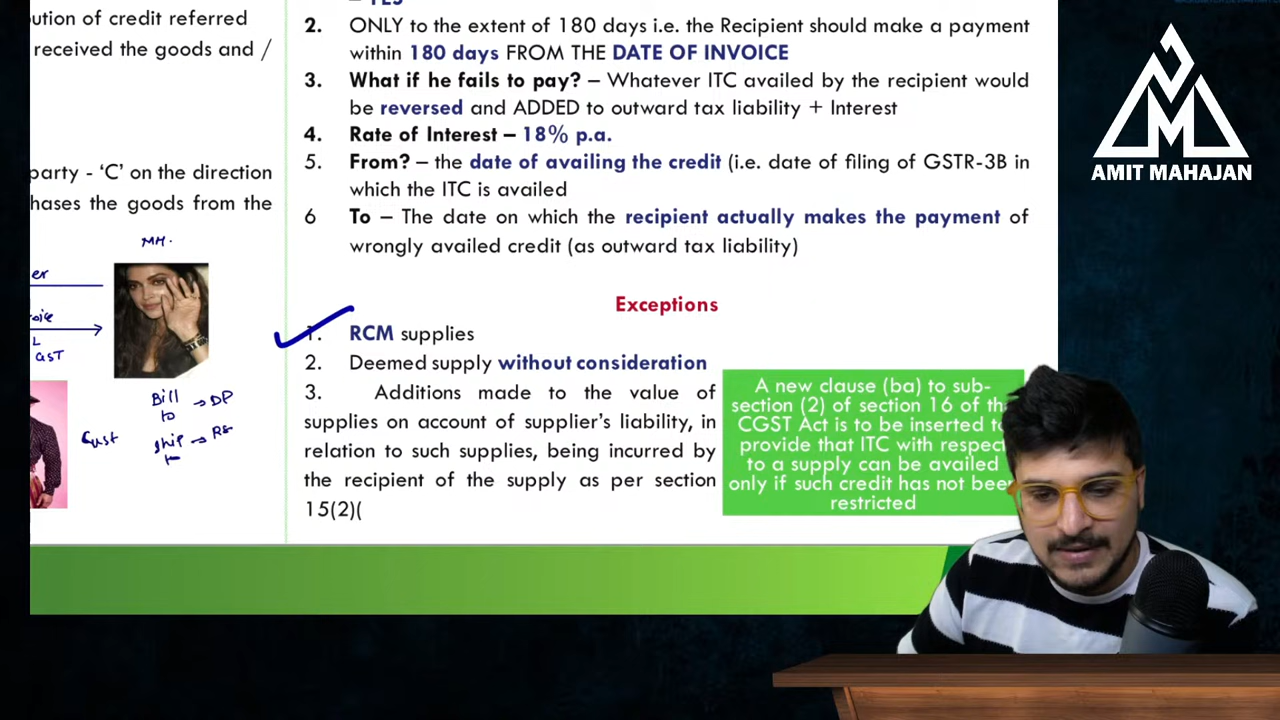 ution of credit referred
received the goods and /
party - ‘C’ on the direction
hases the goods from the
MH.
er
oice
L
GST
Bill
to → DP
Cust
ship → RS
to
– YES
2. ONLY to the extent of 180 days i.e. the Recipient should make a payment
within 180 days FROM THE DATE OF INVOICE
3. What if he fails to pay? – Whatever ITC availed by the recipient would
be reversed and ADDED to outward tax liability + Interest
4. Rate of Interest – 18% p.a.
5. From? – the date of availing the credit (i.e. date of filing of GSTR-3B in
which the ITC is availed
6 To – The date on which the recipient actually makes the payment of
wrongly availed credit (as outward tax liability)
Exceptions
1. RCM supplies
2. Deemed supply without consideration
3. Additions made to the value of
supplies on account of supplier’s liability, in
relation to such supplies, being incurred by
the recipient of the supply as per section
15(2)(
A new clause (ba) to sub-
section (2) of section 16 of th
CGST Act is to be inserted to
provide that ITC with respec
to a supply can be availed
only if such credit has not been
restricted
AMIT MAHAJAN